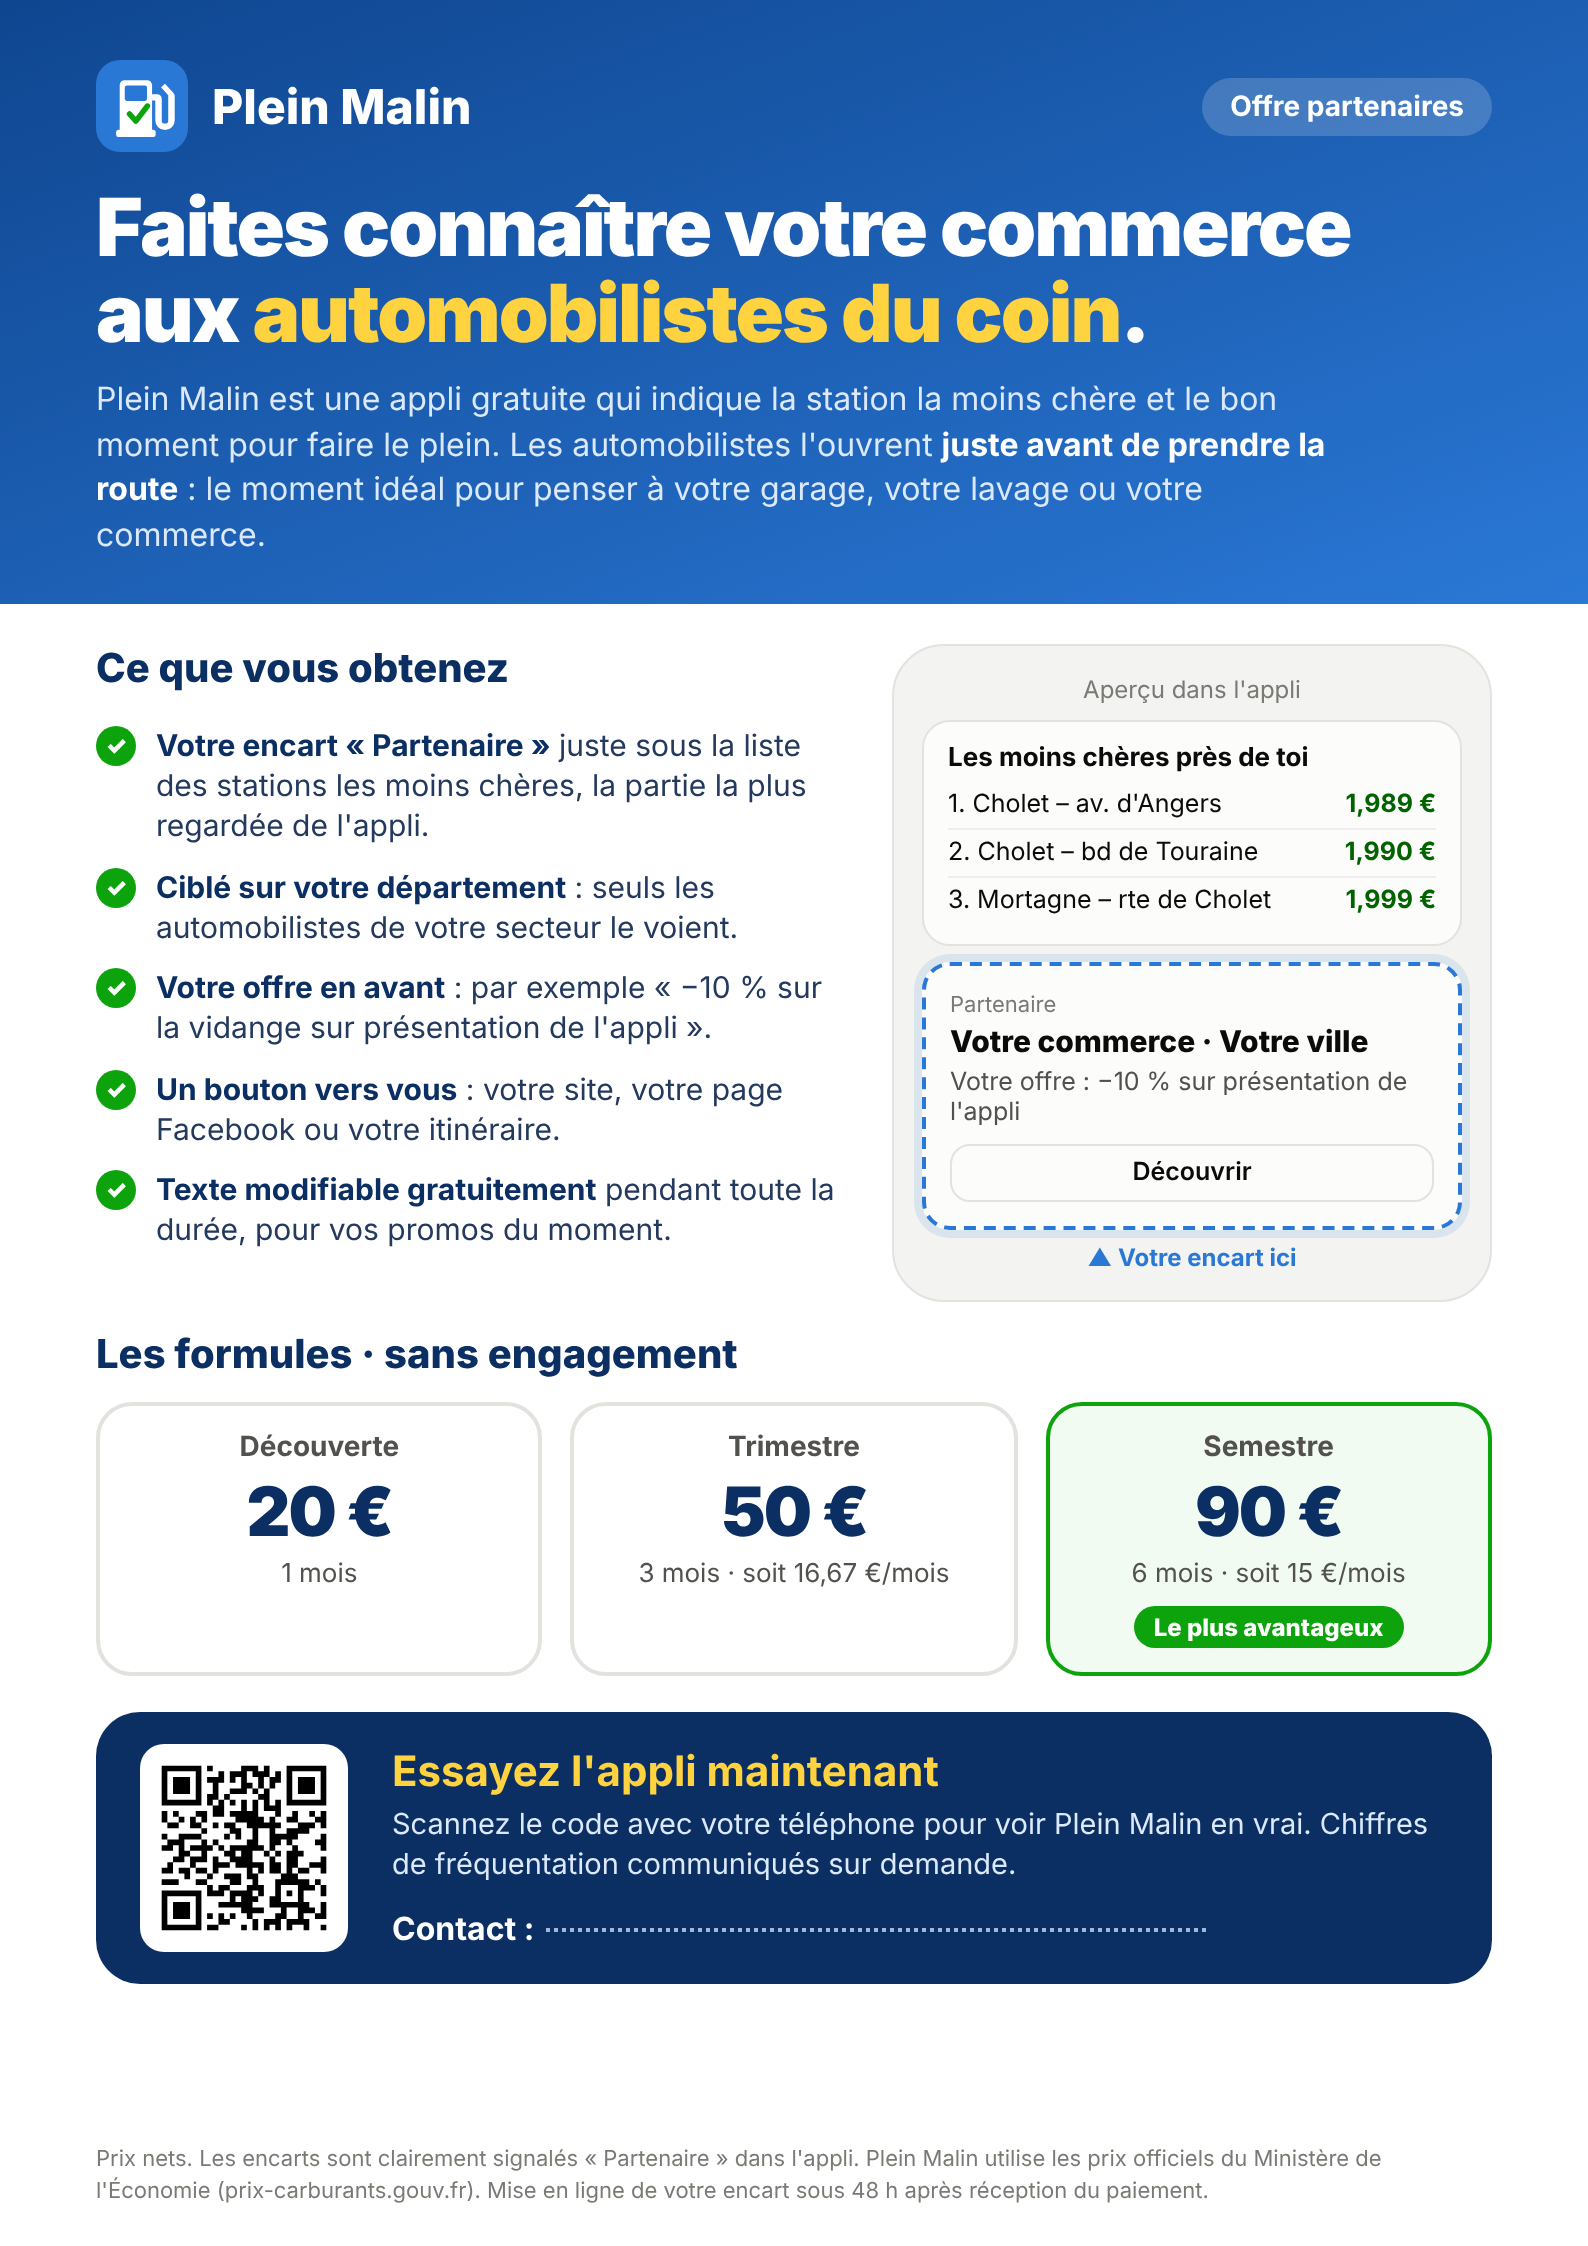 Plein Malin
Offre partenaires
Faites connaître votre commerce
aux automobilistes du coin.
Plein Malin est une appli gratuite qui indique la station la moins chère et le bon
moment pour faire le plein. Les automobilistes l'ouvrent juste avant de prendre la
route : le moment idéal pour penser à votre garage, votre lavage ou votre
commerce.
Ce que vous obtenez
Votre encart « Partenaire » juste sous la liste
des stations les moins chères, la partie la plus
regardée de l'appli.
Ciblé sur votre département : seuls les
automobilistes de votre secteur le voient.
Votre offre en avant : par exemple « −10 % sur
la vidange sur présentation de l'appli ».
Un bouton vers vous : votre site, votre page
Facebook ou votre itinéraire.
Texte modifiable gratuitement pendant toute la
durée, pour vos promos du moment.
Aperçu dans l'appli
Les moins chères près de toi
1. Cholet – av. d'Angers 1,989 €
2. Cholet – bd de Touraine 1,990 €
3. Mortagne – rte de Cholet 1,999 €
Partenaire
Votre commerce · Votre ville
Votre offre : −10 % sur présentation de
l'appli
Découvrir
▲ Votre encart ici
Les formules · sans engagement
Découverte
20 €
1 mois
Trimestre
50 €
3 mois · soit 16,67 €/mois
Semestre
90 €
6 mois · soit 15 €/mois
Le plus avantageux
Essayez l'appli maintenant
Scannez le code avec votre téléphone pour voir Plein Malin en vrai. Chiffres
de fréquentation communiqués sur demande.
Contact :
Prix nets. Les encarts sont clairement signalés « Partenaire » dans l'appli. Plein Malin utilise les prix officiels du Ministère de
l'Économie (prix-carburants.gouv.fr). Mise en ligne de votre encart sous 48 h après réception du paiement.